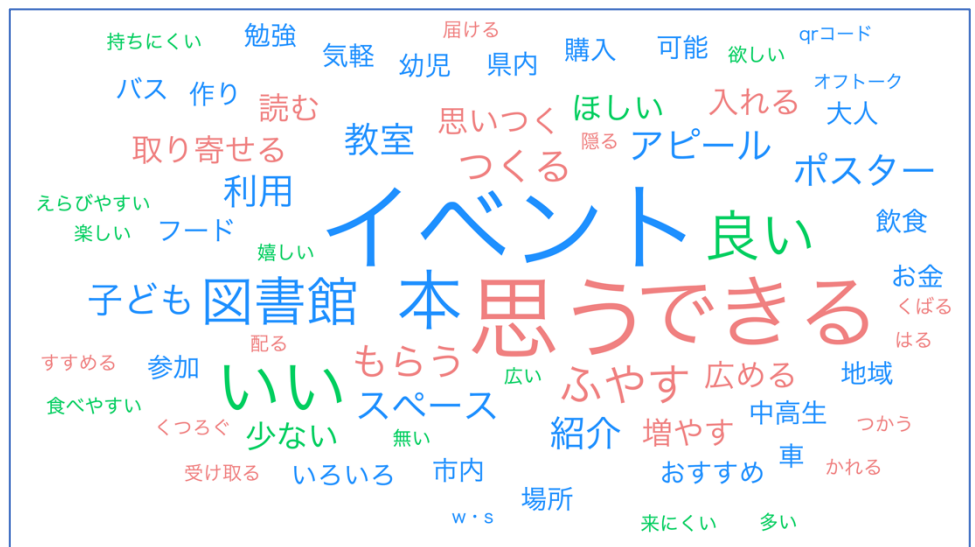 持ちにくい
勉強
気軽
届ける
幼児
県内
購入
可能
欲しい
qrコード
バス
作り
読む
思いつく
ほしい
入れる
オフトーク
大人
取り寄せる
教室
つくる
隠る
アピール
ポスター
えらびやすい
利用
イベント
良い
飲食
楽しい
フード
嬉しい
子ども
図書館
本
思う
できる
お金
くばる
はる
すすめる
参加
配る
もらう
いい
広い
ふやす
広める
地域
食べやすい
スペース
くつろぐ
少ない
無い
紹介
増やす
中高生
つかう
受け取る
いろいろ
市内
場所
おすすめ
車
かれる
w・s
来にくい
多い